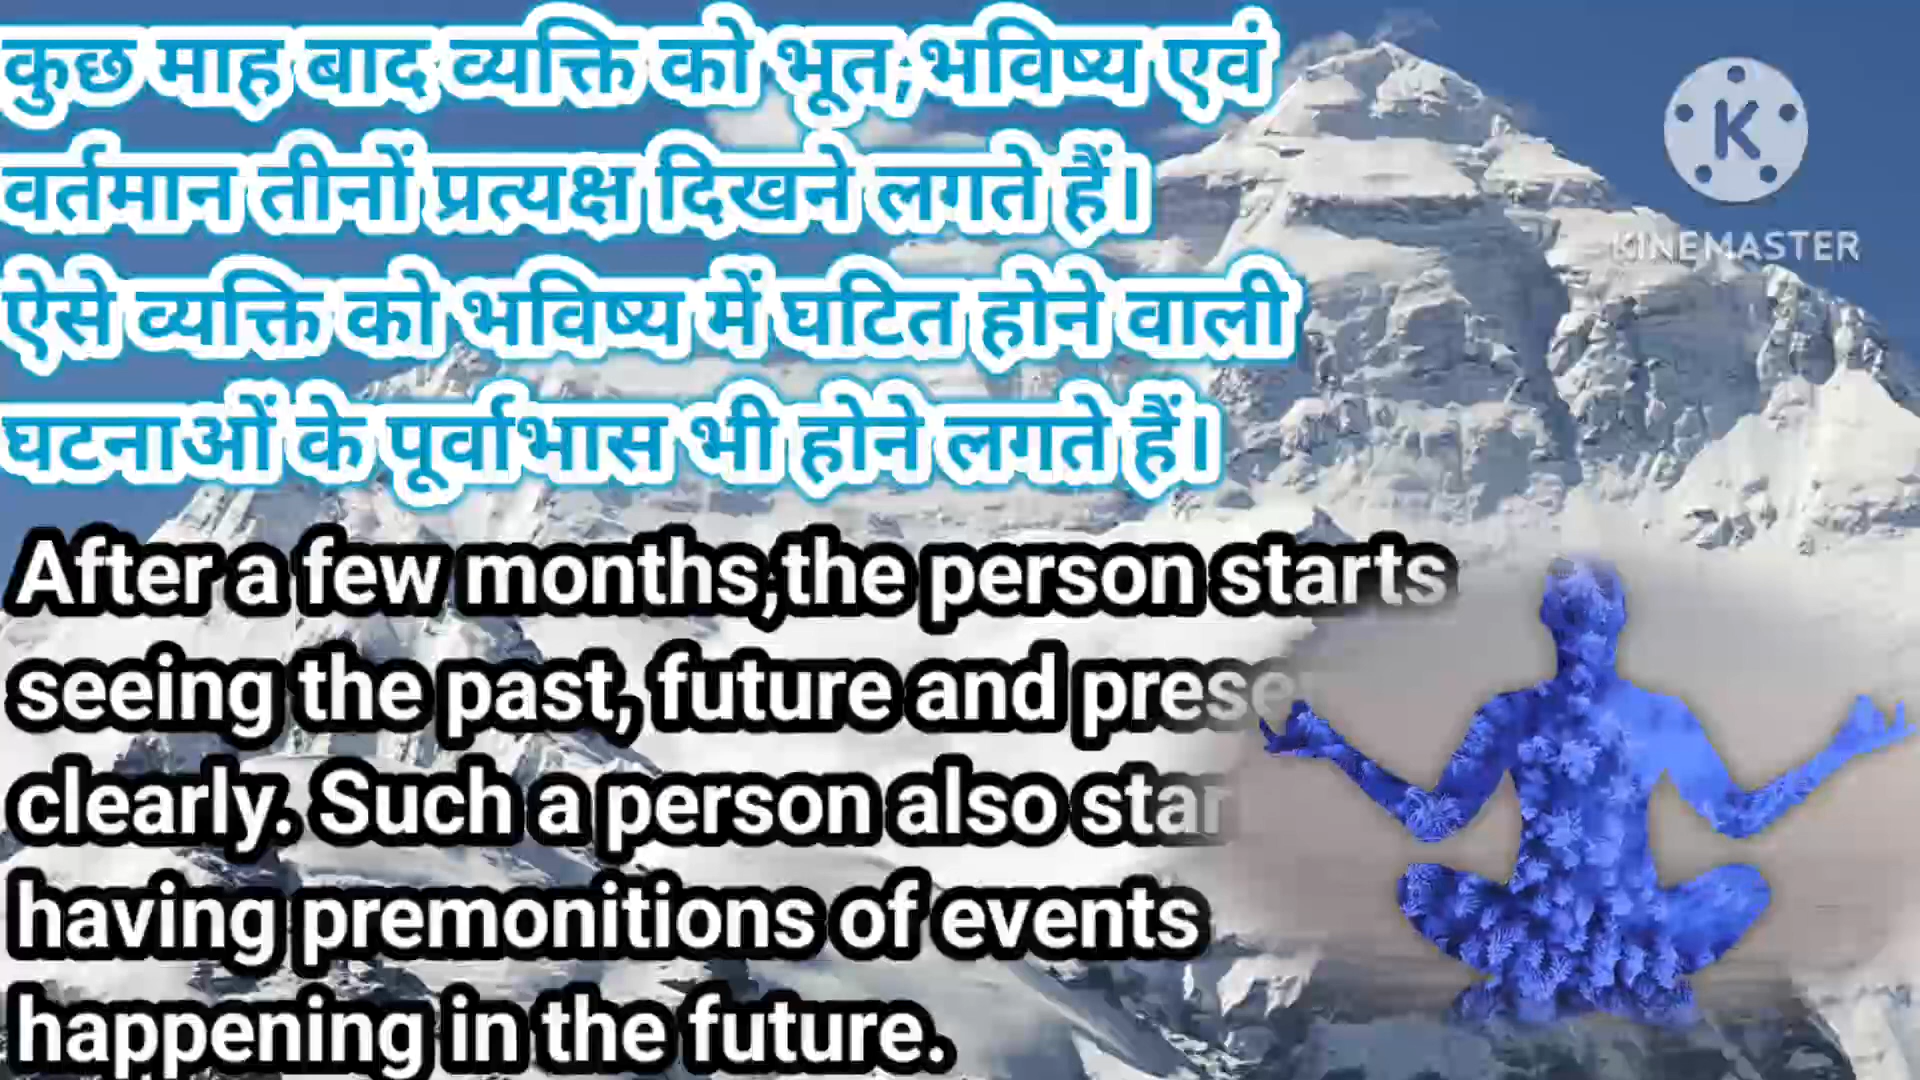 कुछ माह बाद व्यक्ति को भूत,भविष्य एवं
वर्तमान तीनों प्रत्यक्ष दिखने लगते हैं।
ऐसे व्यक्ति को भविष्य में घटित होने वाली
घटनाओं के पूर्वाभास भी होने लगते हैं।
After a few months,the person starts
seeing the past, future and
clearly. Such a person also
having premonitions of events
happening in the future.
K
KINEMASTER